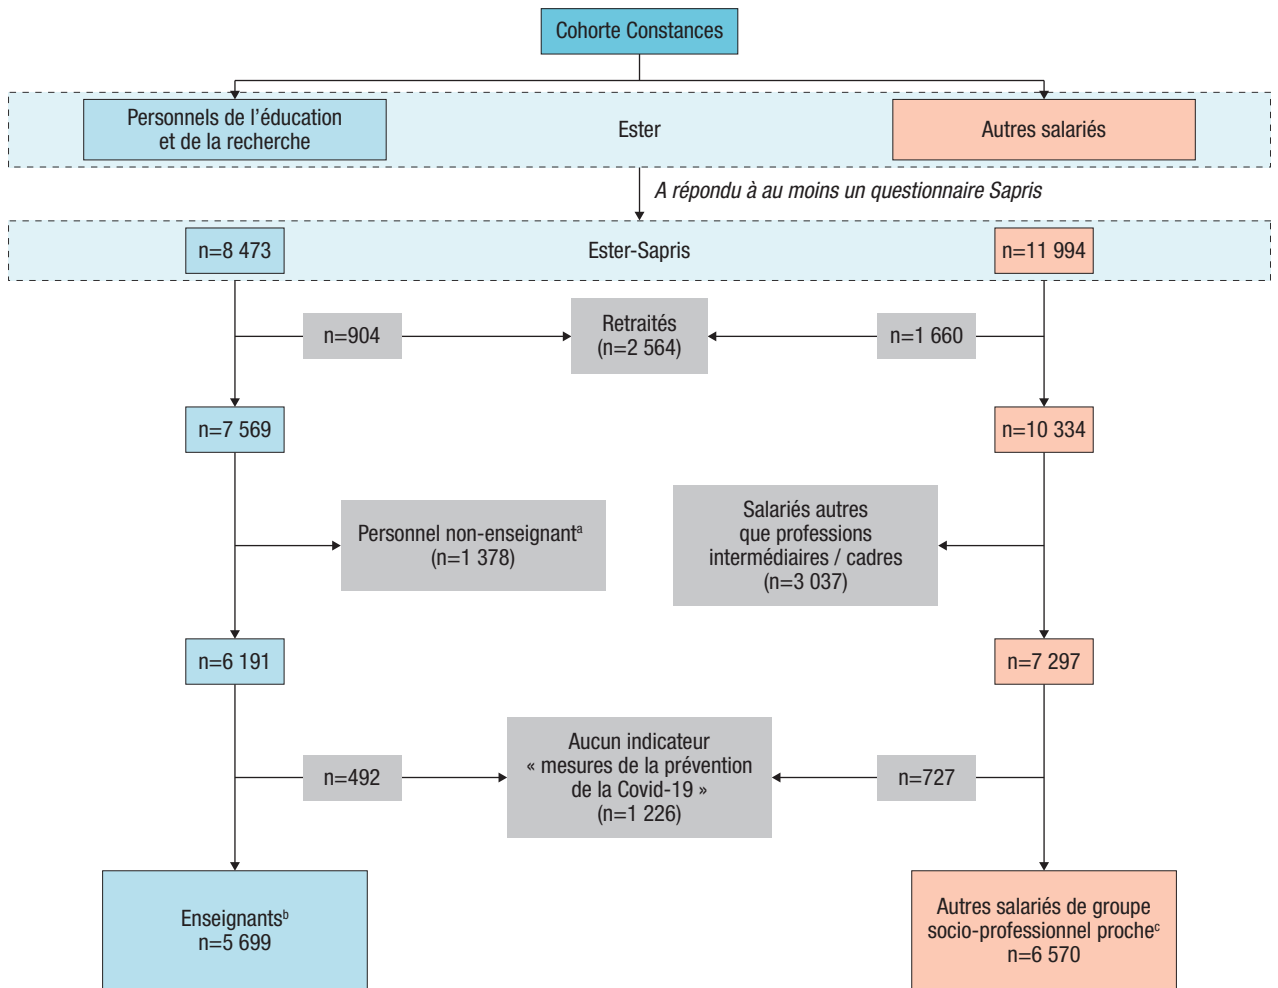 Cohorte Constances
Personnels de l'éducation
et de la recherche
Ester
Autres salariés
A répondu à au moins un questionnaire Sapris
n=8 473
Ester-Sapris
n=11 994
n=904
Retraités
(n=2 564)
n=1 660
n=7 569
n=10 334
Personnel non-enseignantᵃ
(n=1 378)
Salariés autres
que professions
intermédiaires / cadres
(n=3 037)
n=6 191
n=7 297
n=492
Aucun indicateur
« mesures de la prévention
de la Covid-19 »
(n=1 226)
n=727
Enseignantsᵇ
n=5 699
Autres salariés de groupe
socio-professionnel procheᶜ
n=6 570